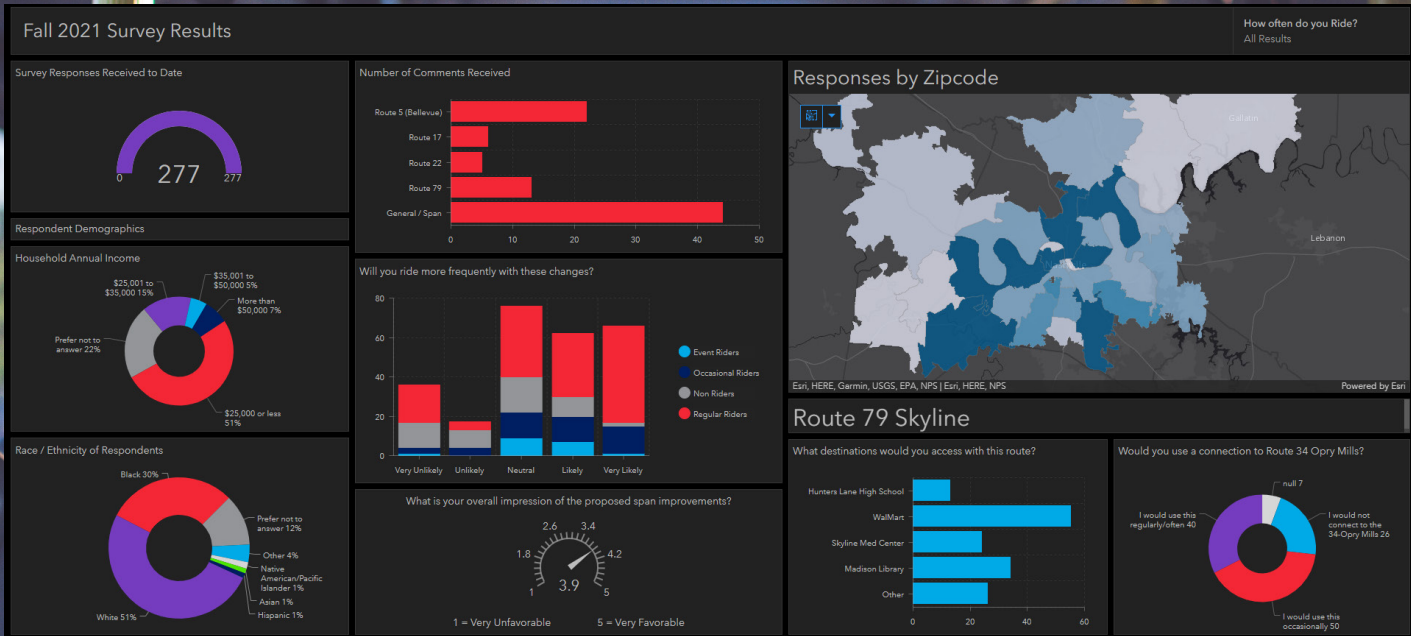 Fall 2021 Survey Results
How often do you Ride?
All Results
Survey Responses Received to Date
0
277
277
Respondent Demographics
Household Annual Income
$25,001 to
$35,000 15%
$35,001 to
$50,000 5%
More than
$50,000 7%
Prefer not to
answer 22%
$25,000 or less
51%
Race / Ethnicity of Respondents
Black 30%
Prefer not to
answer 12%
Other 4%
Native
American/Pacific
Islander 1%
Asian 1%
Hispanic 1%
White 51%
Number of Comments Received
Route 5 (Bellevue)
Route 17
Route 22
Route 79
General / Span
0 10 20 30 40 50
Will you ride more frequently with these changes?
80
60
40
20
0
Very Unlikely Unlikely Neutral Likely Very Likely
Event Riders
Occasional Riders
Non Riders
Regular Riders
What is your overall impression of the proposed span improvements?
2.6 3.4
1.8 4.2
1 3.9 5
1 = Very Unfavorable 5 = Very Favorable
Responses by Zipcode
Gallatin
Lebanon
Esri, HERE, Garmin, USGS, EPA, NPS | Esri, HERE, NPS
Powered by Esri
Route 79 Skyline
What destinations would you access with this route?
Hunters Lane High School
WalMart
Skyline Med Center
Madison Library
Other
0 20 40 60
Would you use a connection to Route 34 Opry Mills?
null 7
I would use this
regularly/often 40
I would not
connect to the
34-Opry Mills 26
I would use this
occasionally 50